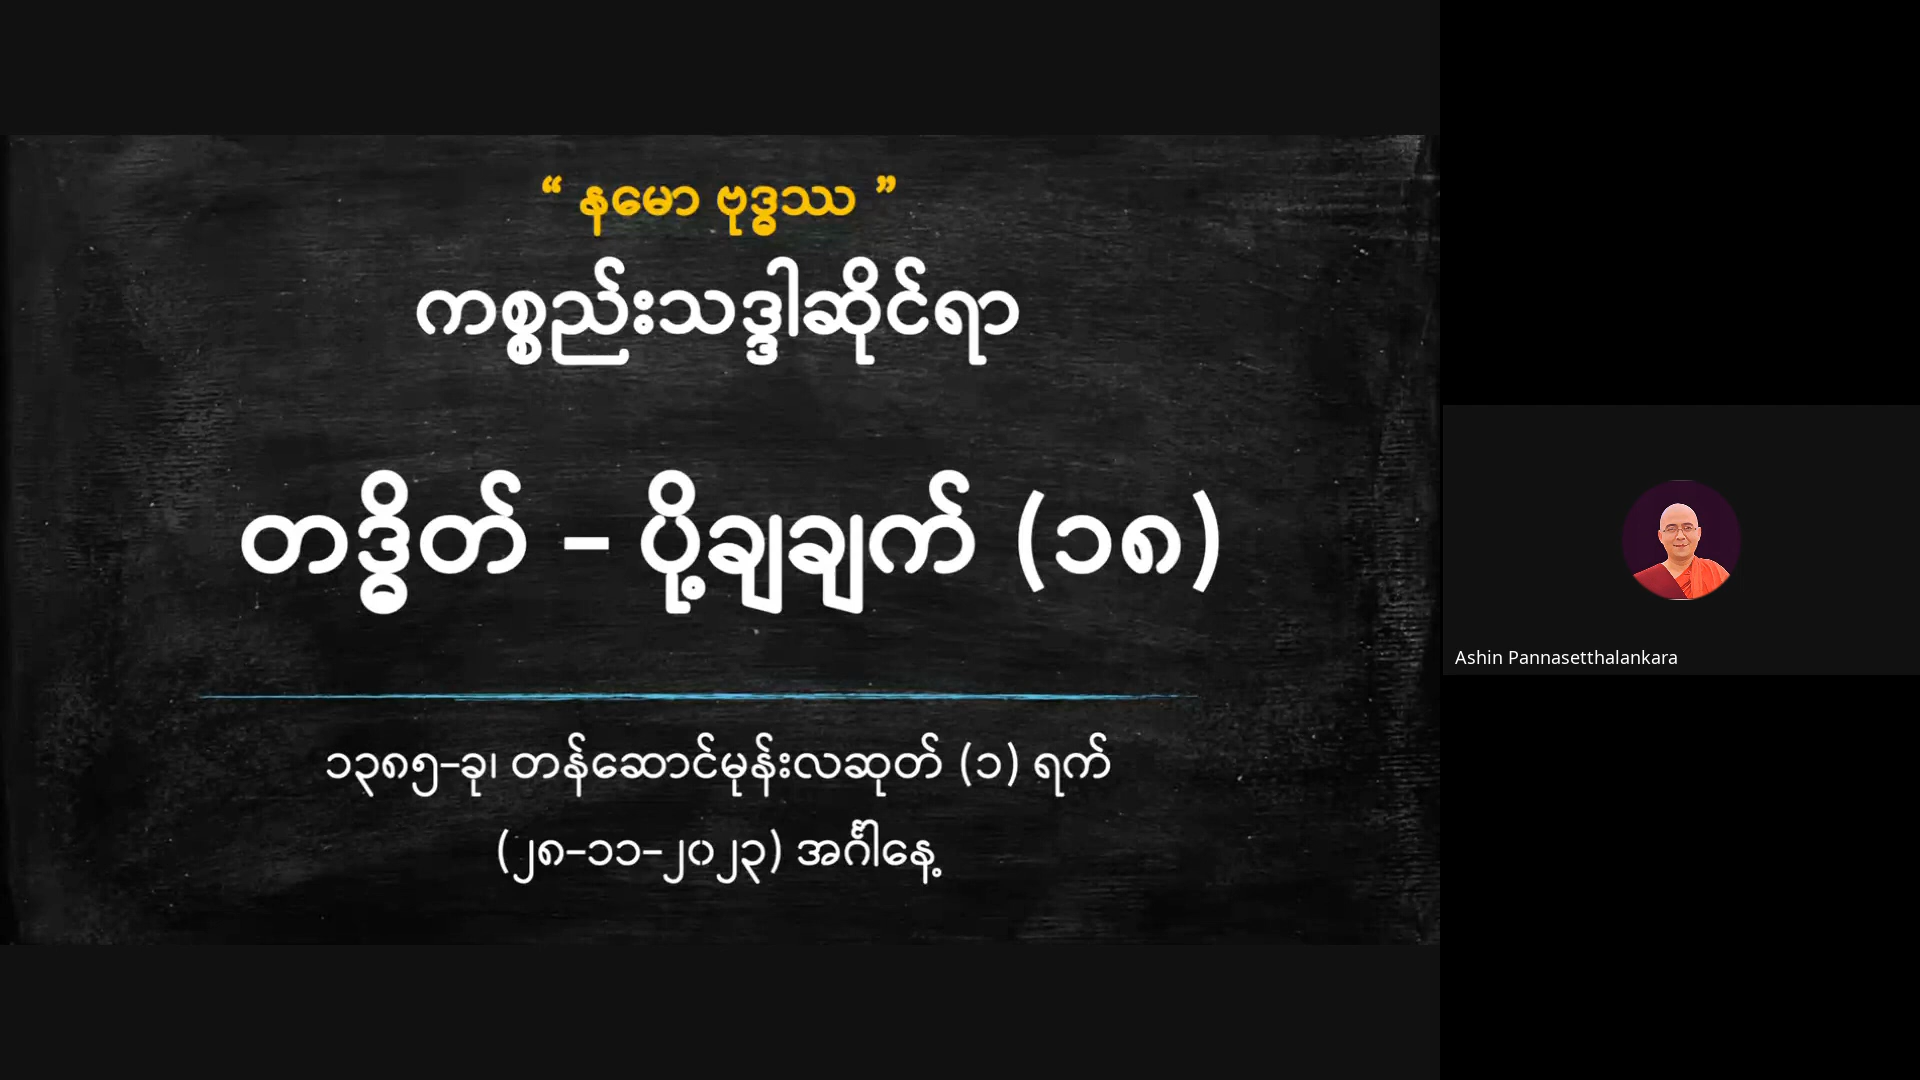 “ နမော ဗုဒ္ဓဿ ”
ကစ္စည်းသဒ္ဒါဆိုင်ရာ
တဒ္ဓိတ် – ပို့ချချက် (၁၈)
၁၃၈၅–ခု၊ တန်ဆောင်မုန်းလဆုတ် (၁) ရက်
(၂၈–၁၁–၂၀၂၃) အင်္ဂါနေ့
Ashin Pannasetthalankara